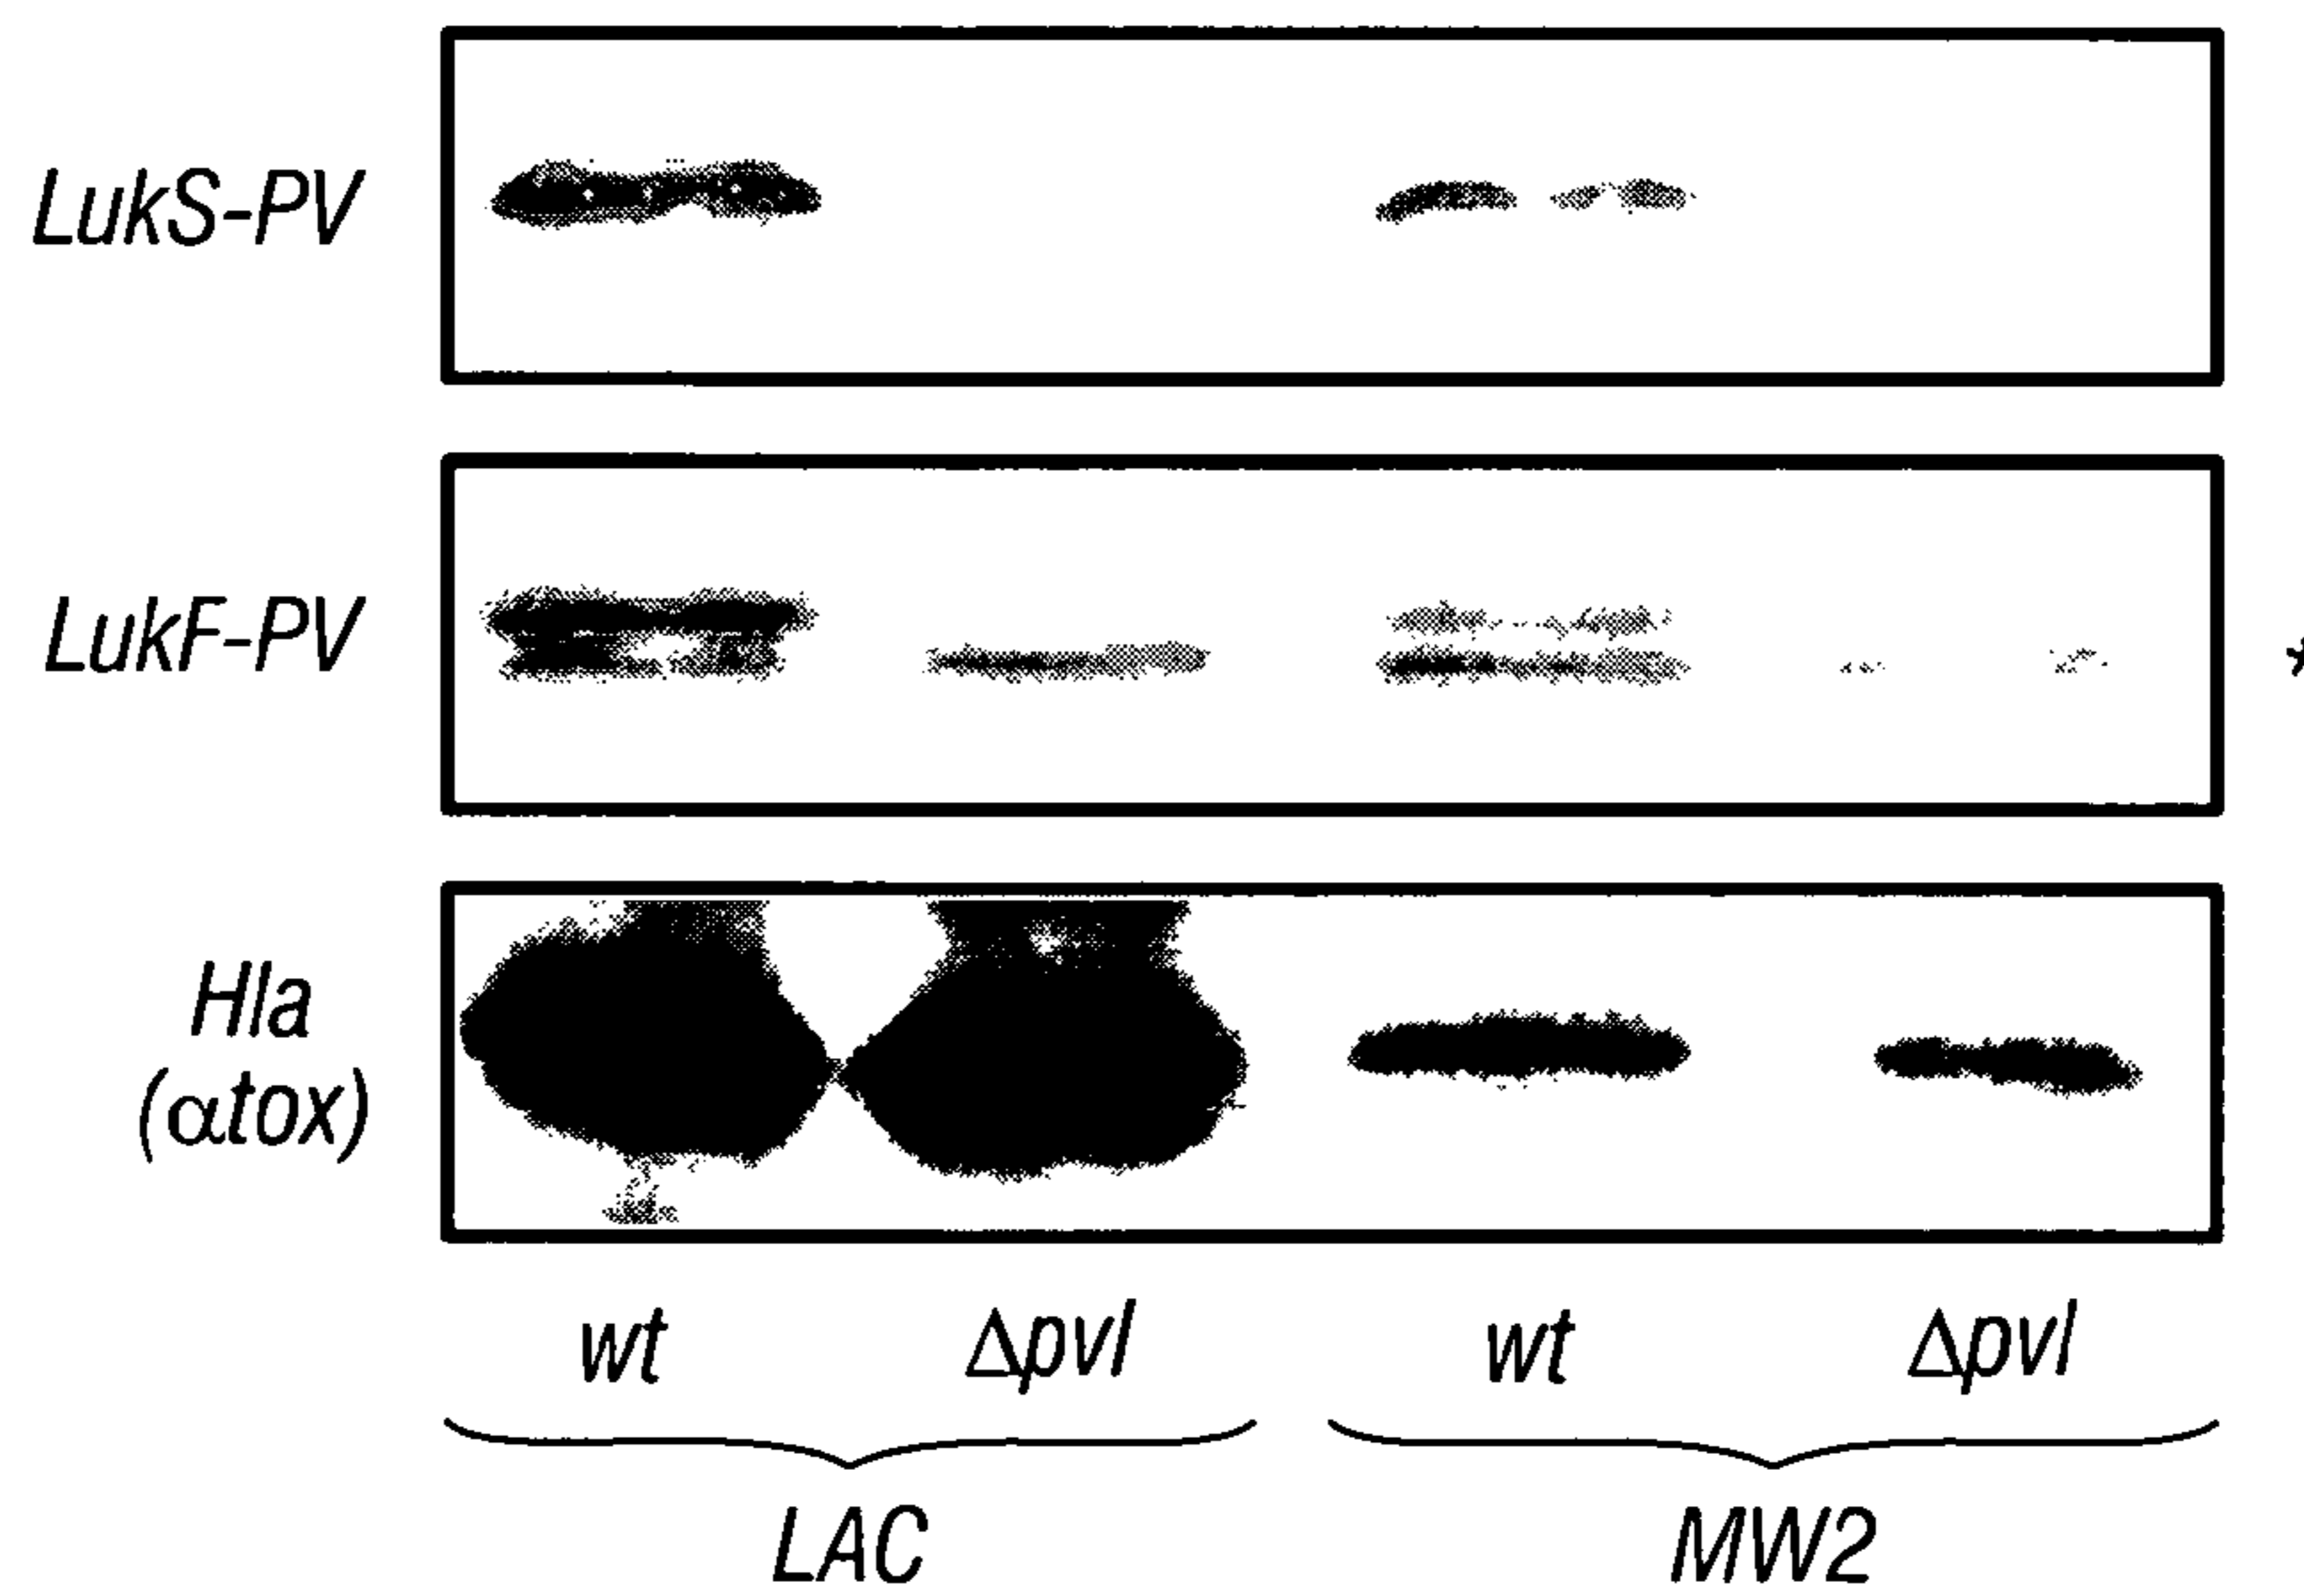 LukS-PV
LukF-PV
*
Hla
(αtox)
wt Δpvl wt Δpvl
LAC MW2